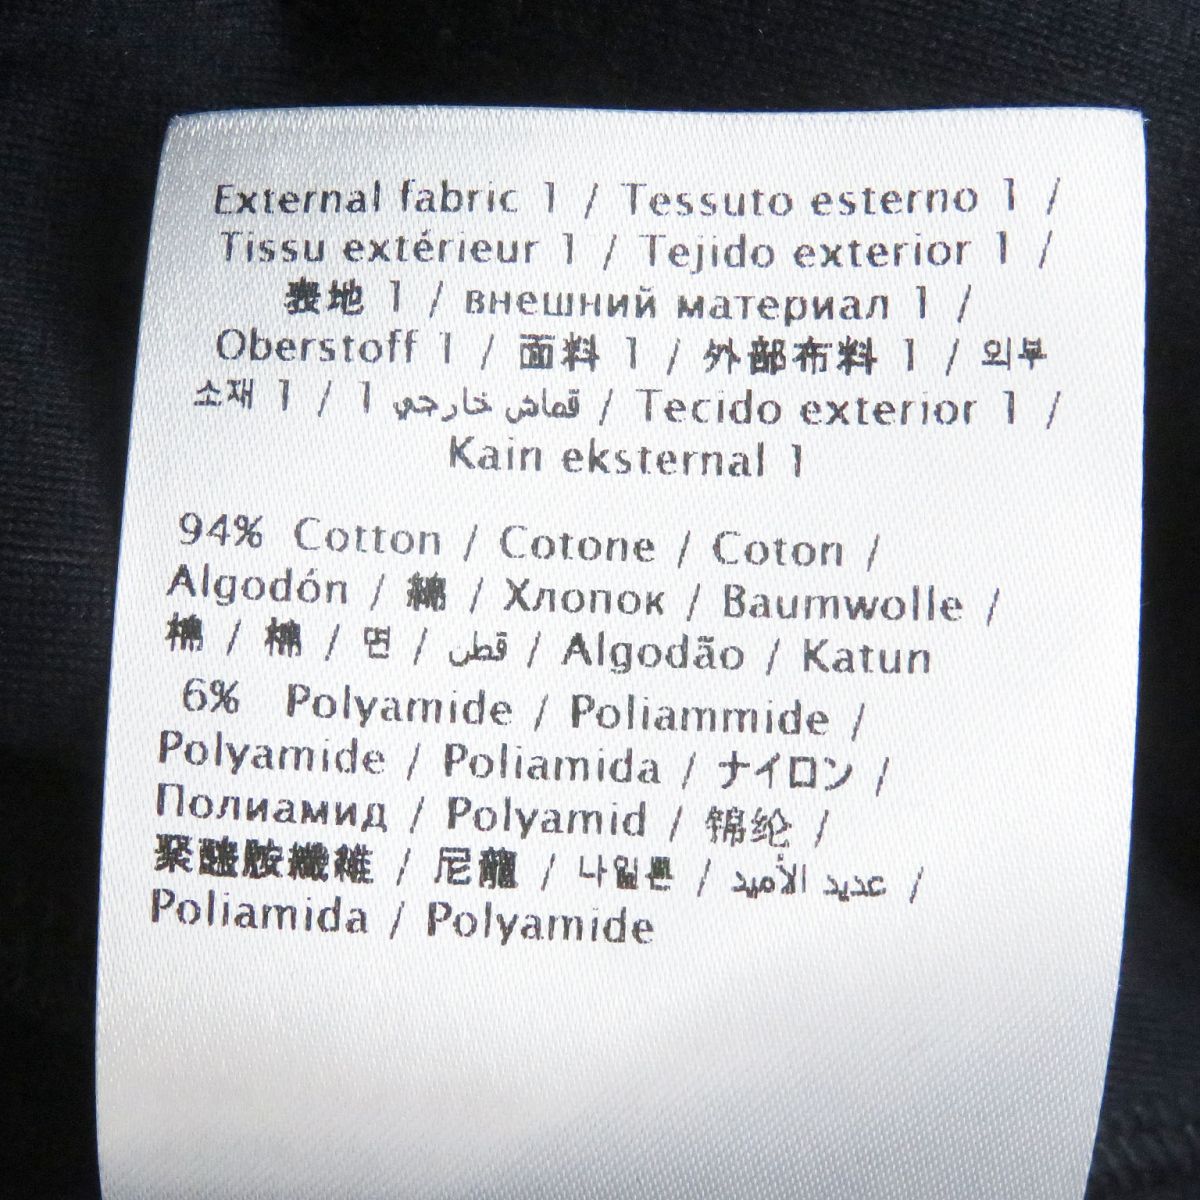 External fabric 1 / Tessuto esterno 1 /
Tissu extérieur 1 / Tejido exterior 1 /
表地 1 / внешний материал 1 /
Oberstoff 1 / 面料 1 / 外部布料 1 / 외부
소재 1 / 1 قماش خارجي / Tecido exterior 1 /
Kain eksternal 1
94% Cotton / Cotone / Coton /
Algodón / 綿 / Хлопок / Baumwolle /
棉 / 棉 / 면 / قطن / Algodão / Katun
6% Polyamide / Poliammide /
Polyamide / Poliamida / ナイロン /
Полиамид / Polyamid / 锦纶 /
聚醯胺纖維 / 尼龍 / 나일론 / عديد الأميد /
Poliamida / Polyamide